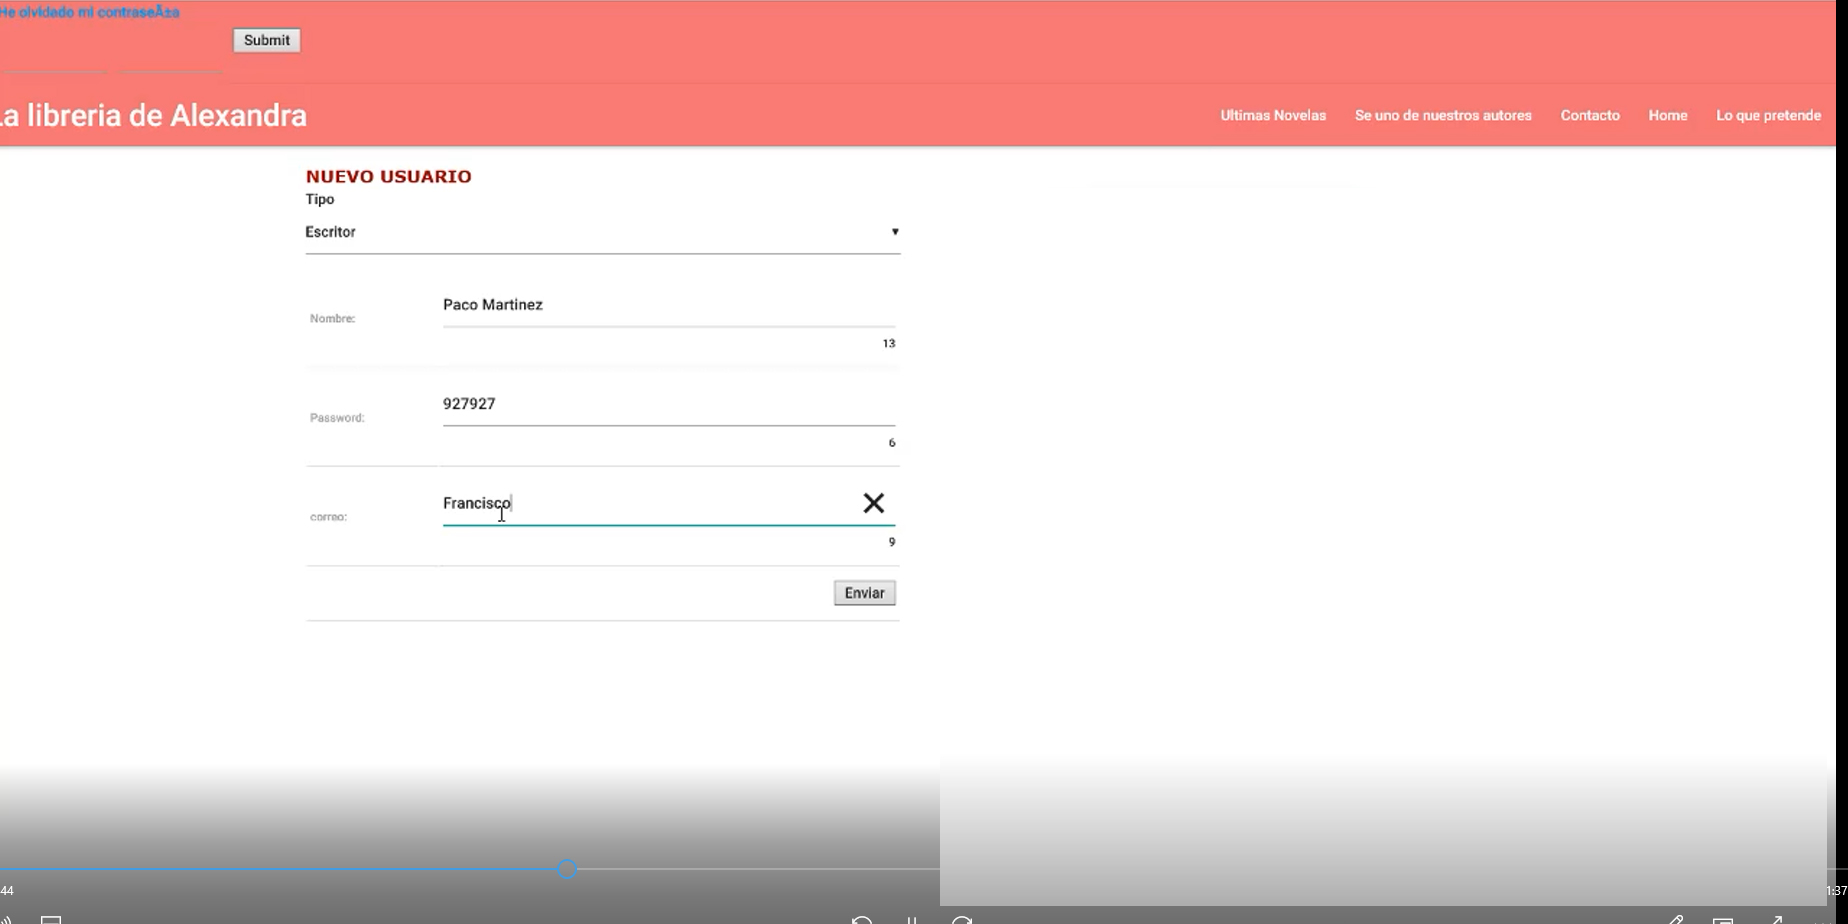 He olvidado mi contraseÃ±a
Submit
La libreria de Alexandra
Ultimas Novelas Se uno de nuestros autores Contacto Home Lo que pretende
NUEVO USUARIO
Tipo
Escritor
Nombre: Paco Martinez
13
Password: 927927
6
correo: Francisco
9
Enviar
44
1:37